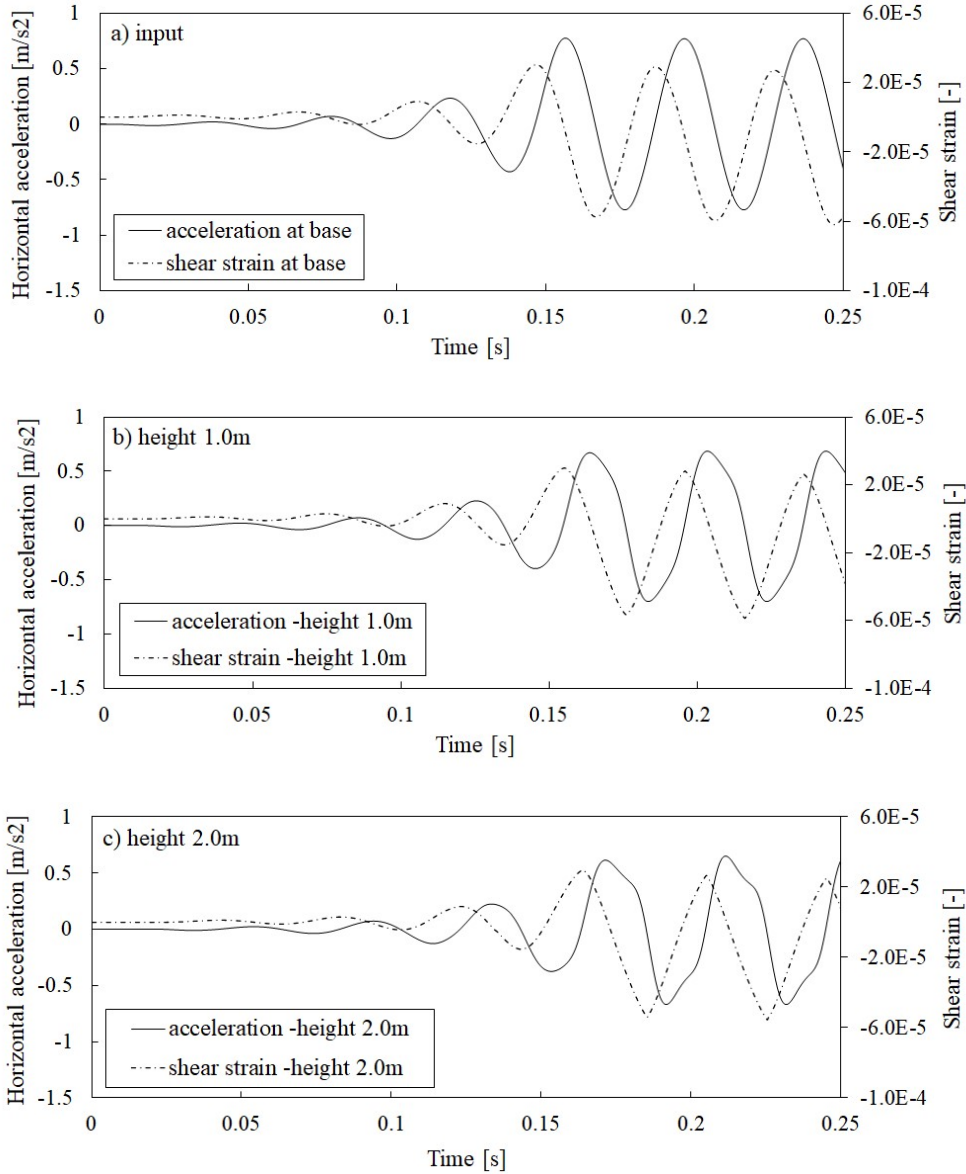 a) input
Horizontal acceleration [m/s2]
1
0.5
0
-0.5
-1
-1.5
6.0E-5
2.0E-5
-2.0E-5
-6.0E-5
-1.0E-4
Shear strain [-]
acceleration at base
shear strain at base
0 0.05 0.1 0.15 0.2 0.25
Time [s]
b) height 1.0m
Horizontal acceleration [m/s2]
1
0.5
0
-0.5
-1
-1.5
6.0E-5
2.0E-5
-2.0E-5
-6.0E-5
-1.0E-4
Shear strain [-]
acceleration -height 1.0m
shear strain -height 1.0m
0 0.05 0.1 0.15 0.2 0.25
Time [s]
c) height 2.0m
Horizontal acceleration [m/s2]
1
0.5
0
-0.5
-1
-1.5
6.0E-5
2.0E-5
-2.0E-5
-6.0E-5
-1.0E-4
Shear strain [-]
acceleration -height 2.0m
shear strain -height 2.0m
0 0.05 0.1 0.15 0.2 0.25
Time [s]